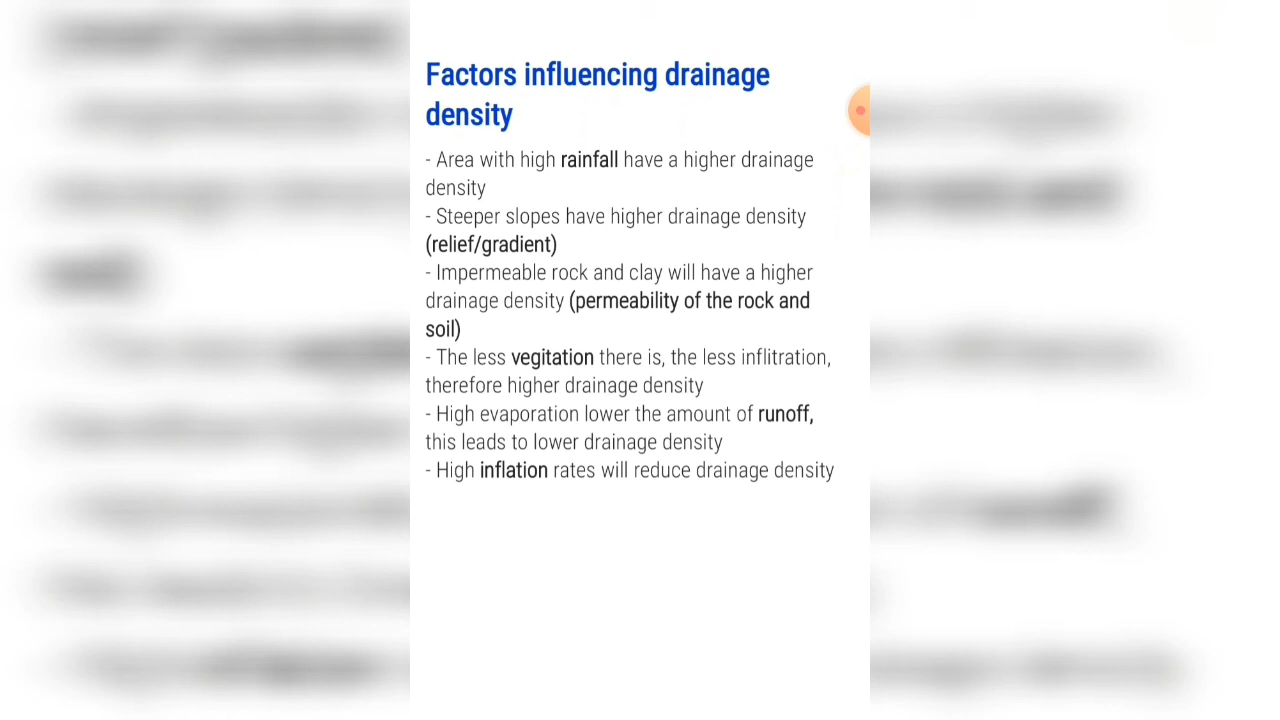 Factors influencing drainage
density
- Area with high rainfall have a higher drainage
density
- Steeper slopes have higher drainage density
(relief/gradient)
- Impermeable rock and clay will have a higher
drainage density (permeability of the rock and
soil)
- The less vegitation there is, the less inflitration,
therefore higher drainage density
- High evaporation lower the amount of runoff,
this leads to lower drainage density
- High inflation rates will reduce drainage density